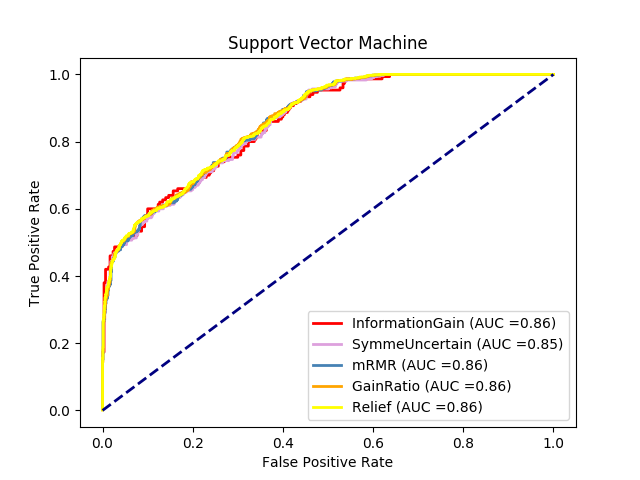 Support Vector Machine
True Positive Rate
1.0
0.8
0.6
0.4
0.2
0.0
InformationGain (AUC =0.86)
SymmeUncertain (AUC =0.85)
mRMR (AUC =0.86)
GainRatio (AUC =0.86)
Relief (AUC =0.86)
0.0 0.2 0.4 0.6 0.8 1.0
False Positive Rate